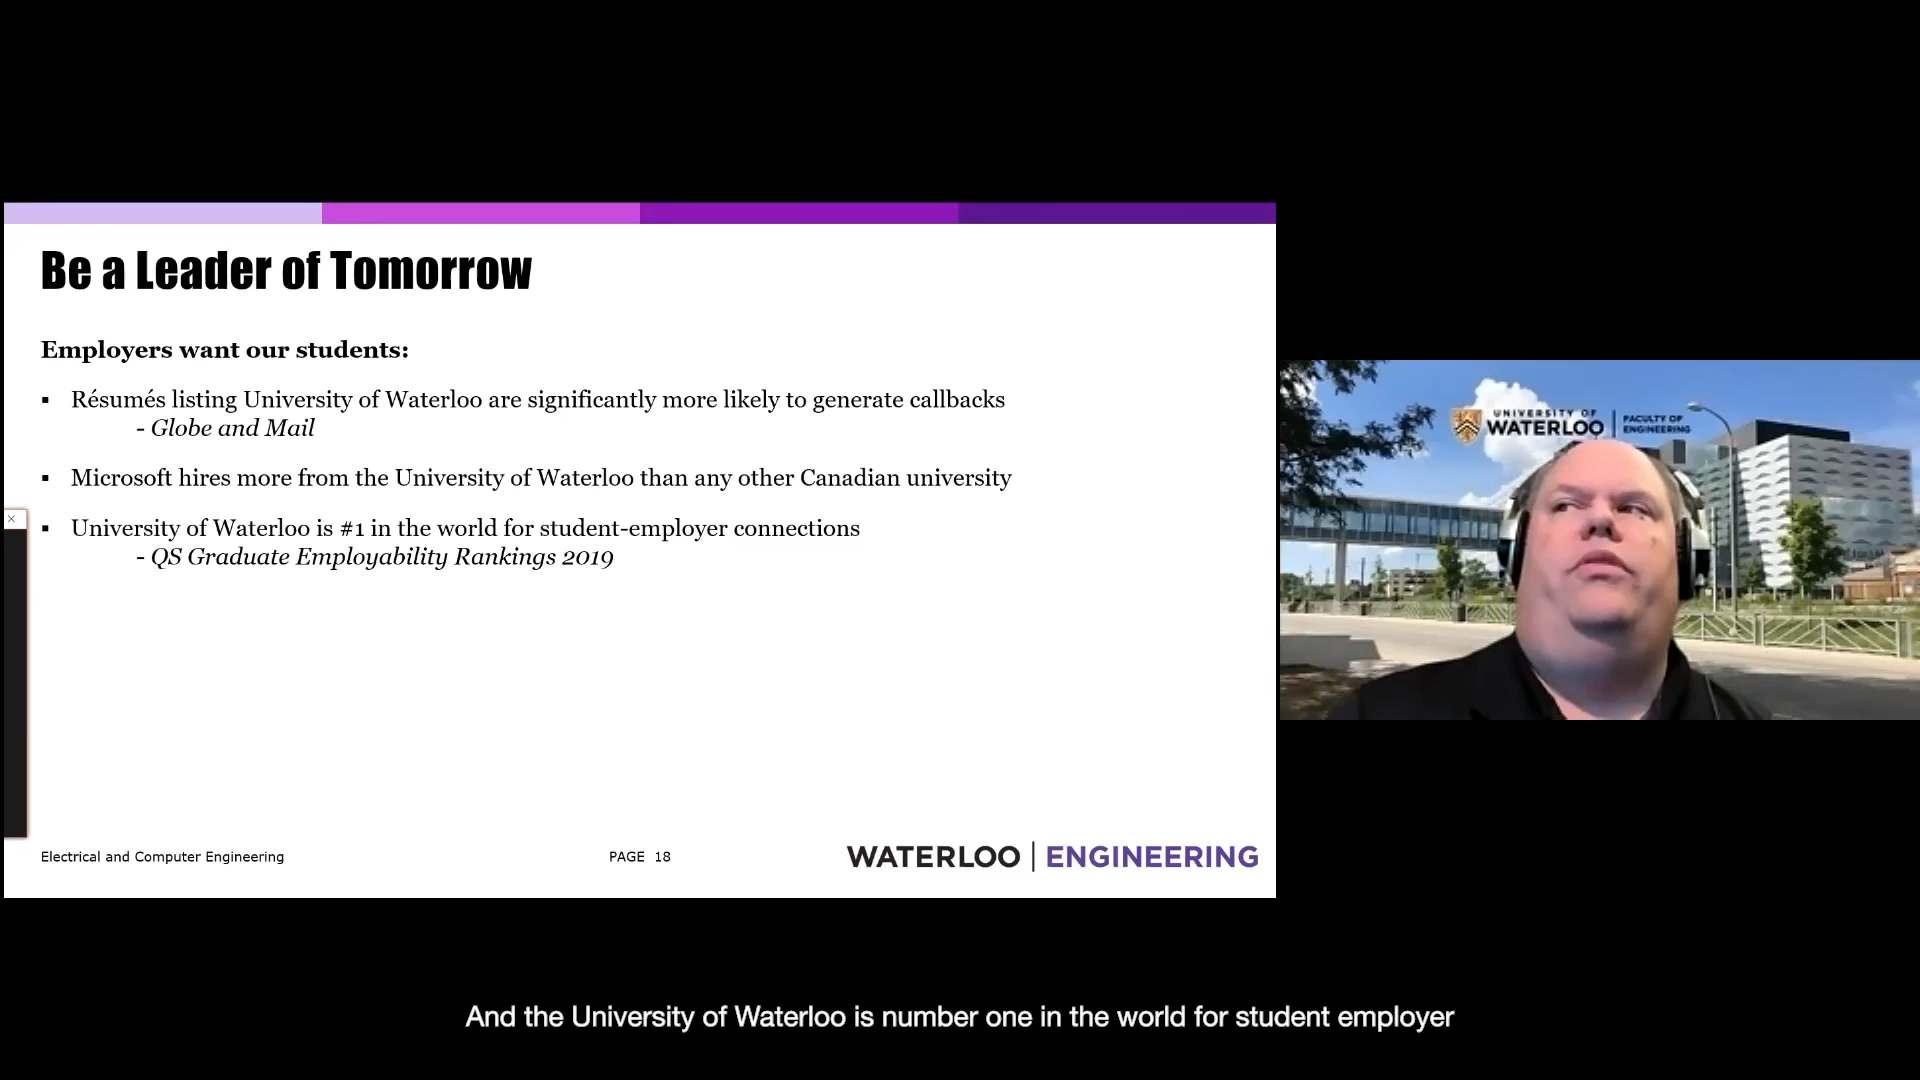 Be a Leader of Tomorrow
Employers want our students:
▪ Résumés listing University of Waterloo are significantly more likely to generate callbacks
- Globe and Mail
▪ Microsoft hires more from the University of Waterloo than any other Canadian university
▪ University of Waterloo is #1 in the world for student-employer connections
- QS Graduate Employability Rankings 2019
Electrical and Computer Engineering
PAGE 18
WATERLOO | ENGINEERING
UNIVERSITY OF
WATERLOO
FACULTY OF
ENGINEERING
And the University of Waterloo is number one in the world for student employer